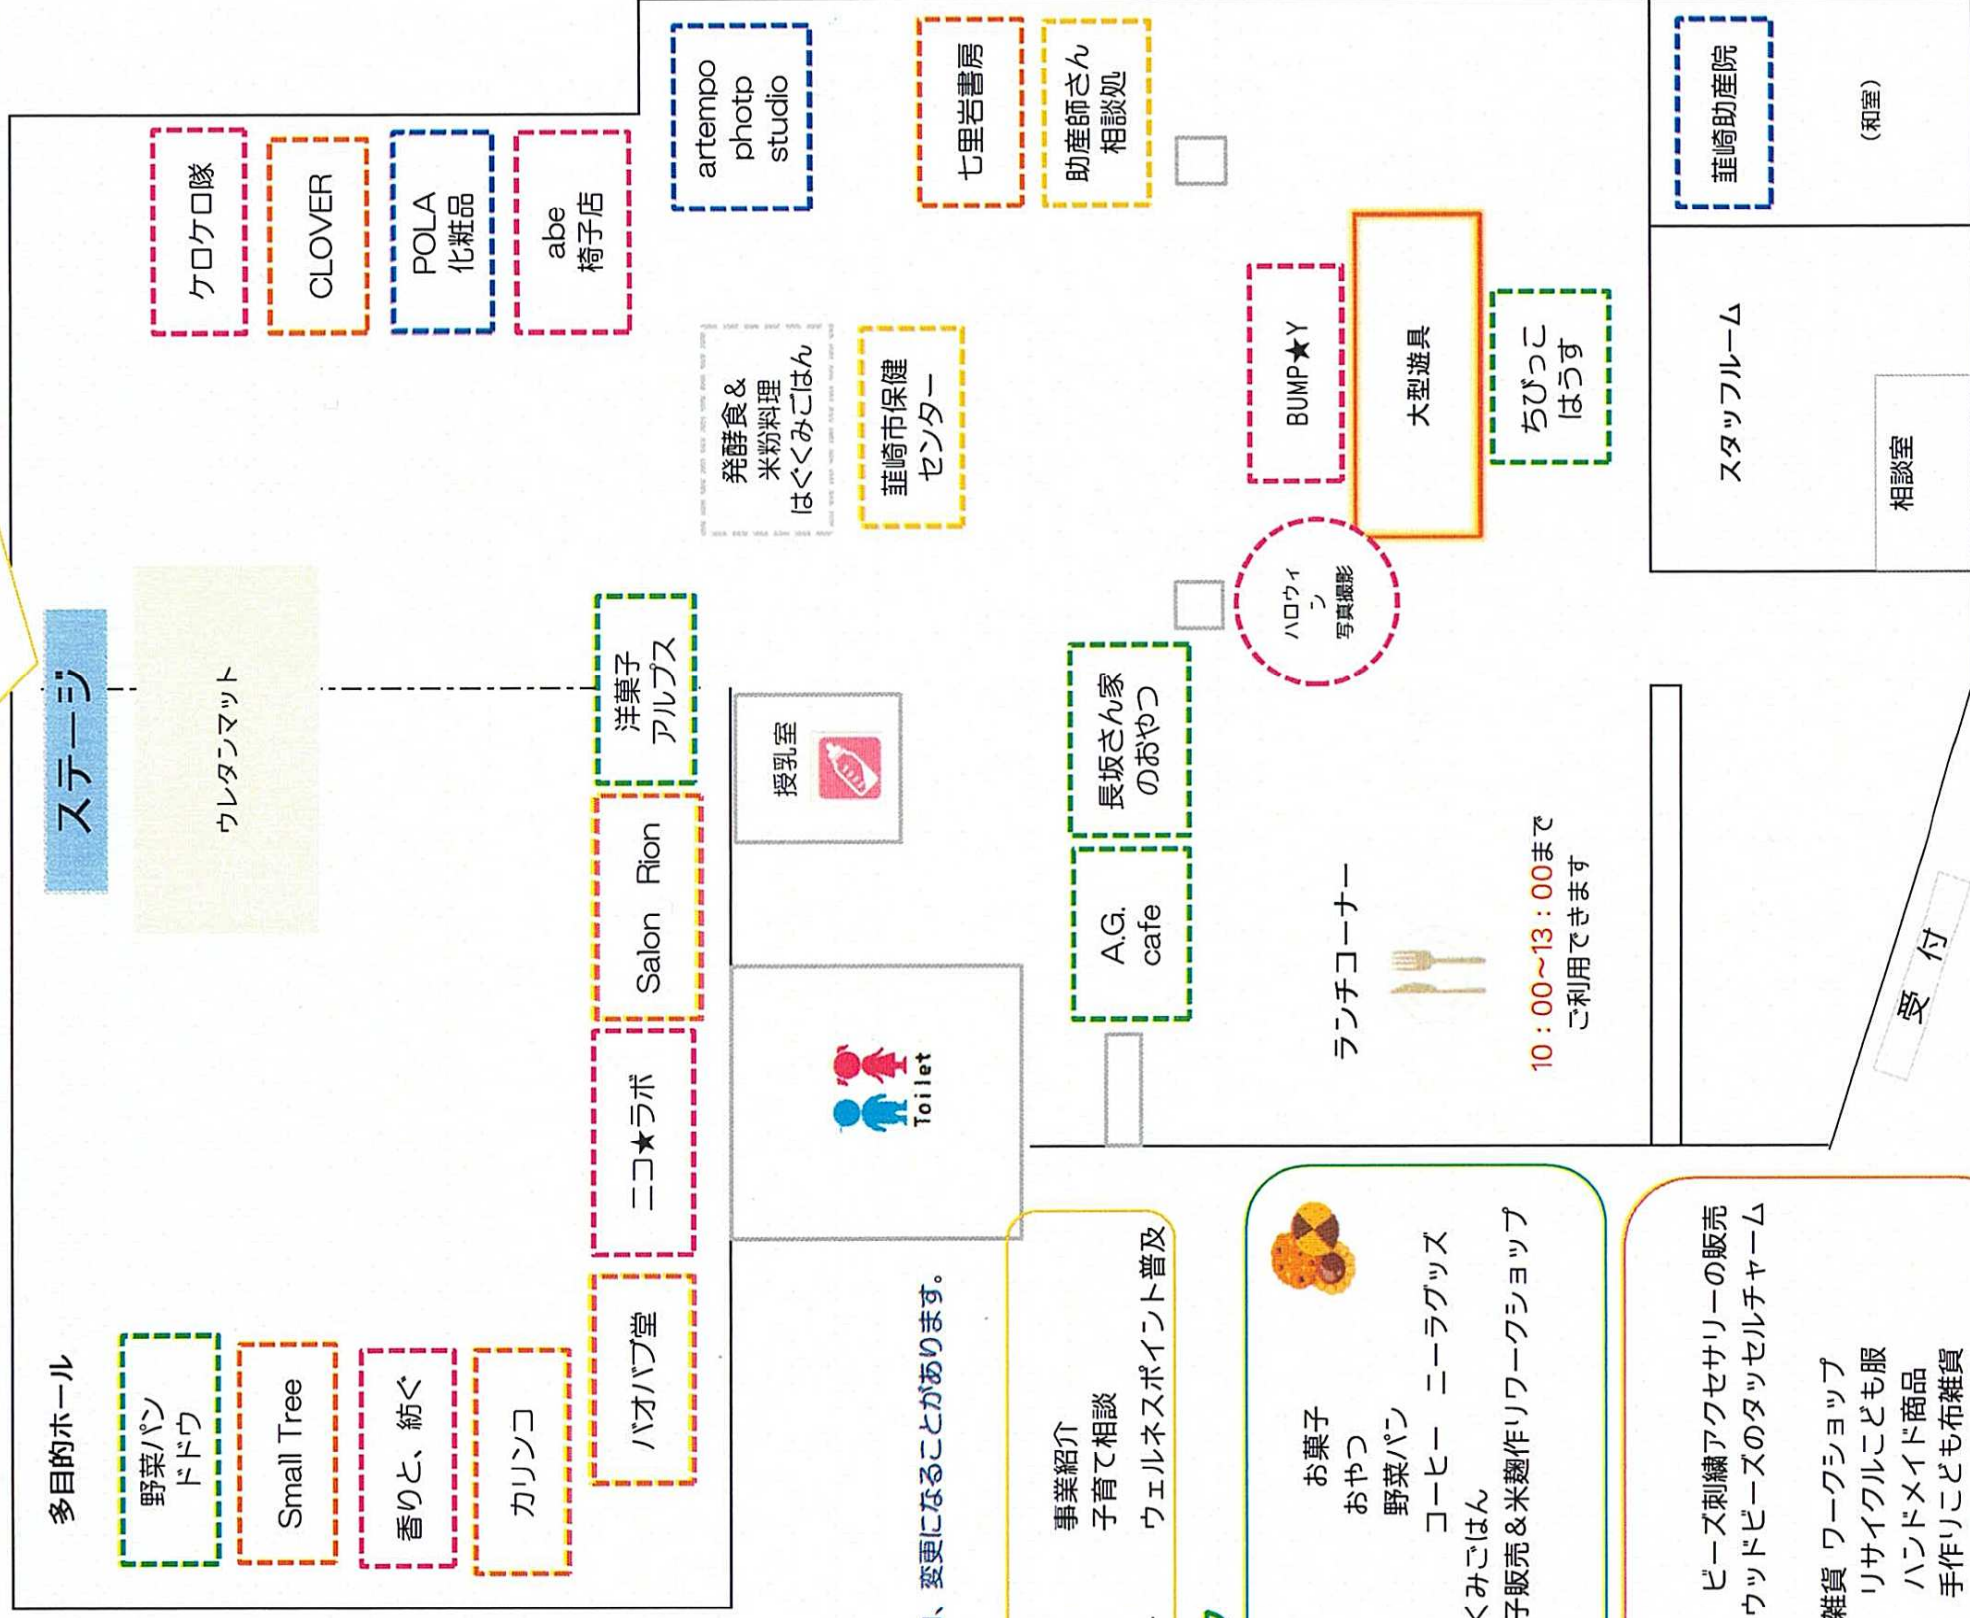 ステージ
ウレタンマット
多目的ホール
野菜パン
ドドウ
Small Tree
香りと、紡ぐ
カリンコ
バオバブ堂
ニコ★ラボ
Salon Rion
洋菓子
アルプス
ケロケロ隊
CLOVER
POLA
化粧品
abe
椅子店
artempo
photp
studio
発酵食&
米粉料理
はぐくみごはん
韮崎市保健
センター
七里岩書房
助産師さん
相談処
授乳室
Toilet
A.G.
cafe
長坂さん家
のおやつ
BUMP★Y
大型遊具
ちびっこ
はうす
ハロウィ
ン
写真撮影
ランチコーナー
10:00~13:00まで
ご利用できます
韮崎助産院
(和室)
スタッフルーム
相談室
受付
、変更になることがあります。
事業紹介
子育て相談
ウェルネスポイント普及
お菓子
おやつ
野菜パン
コーヒー ニーラグッズ
くみごはん
子販売&米麹作りワークショップ
ビーズ刺繍アクセサリーの販売
ウッドビーズのタッセルチャーム
雑貨 ワークショップ
リサイクルこども服
ハンドメイド商品
手作りこども布雑貨